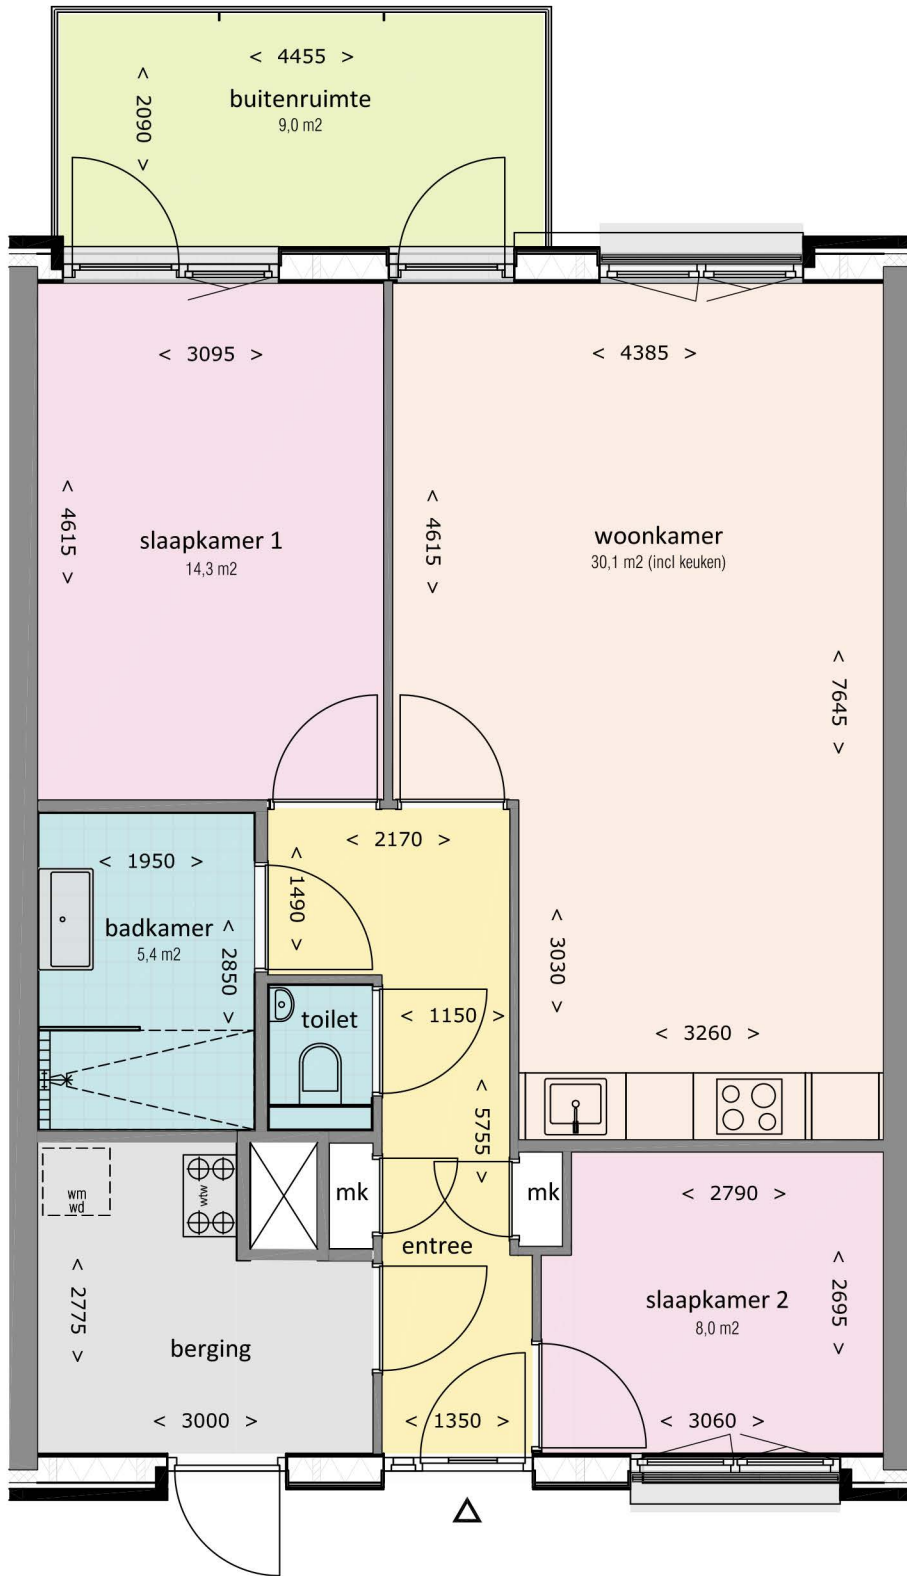 < 4455 >
< 2090 >
buitenruimte
9,0 m2
< 3095 >
< 4385 >
< 4615 >
slaapkamer 1
14,3 m2
< 4615 >
woonkamer
30,1 m2 (incl keuken)
< 7645 >
< 2170 >
< 1950 >
< 1490 >
badkamer
5,4 m2
< 2850 >
< 3030 >
toilet
< 1150 >
< 3260 >
< 5755 >
wm
wd
wtw
mk
mk
< 2790 >
entree
< 2775 >
slaapkamer 2
8,0 m2
< 2695 >
berging
< 3000 >
< 1350 >
< 3060 >